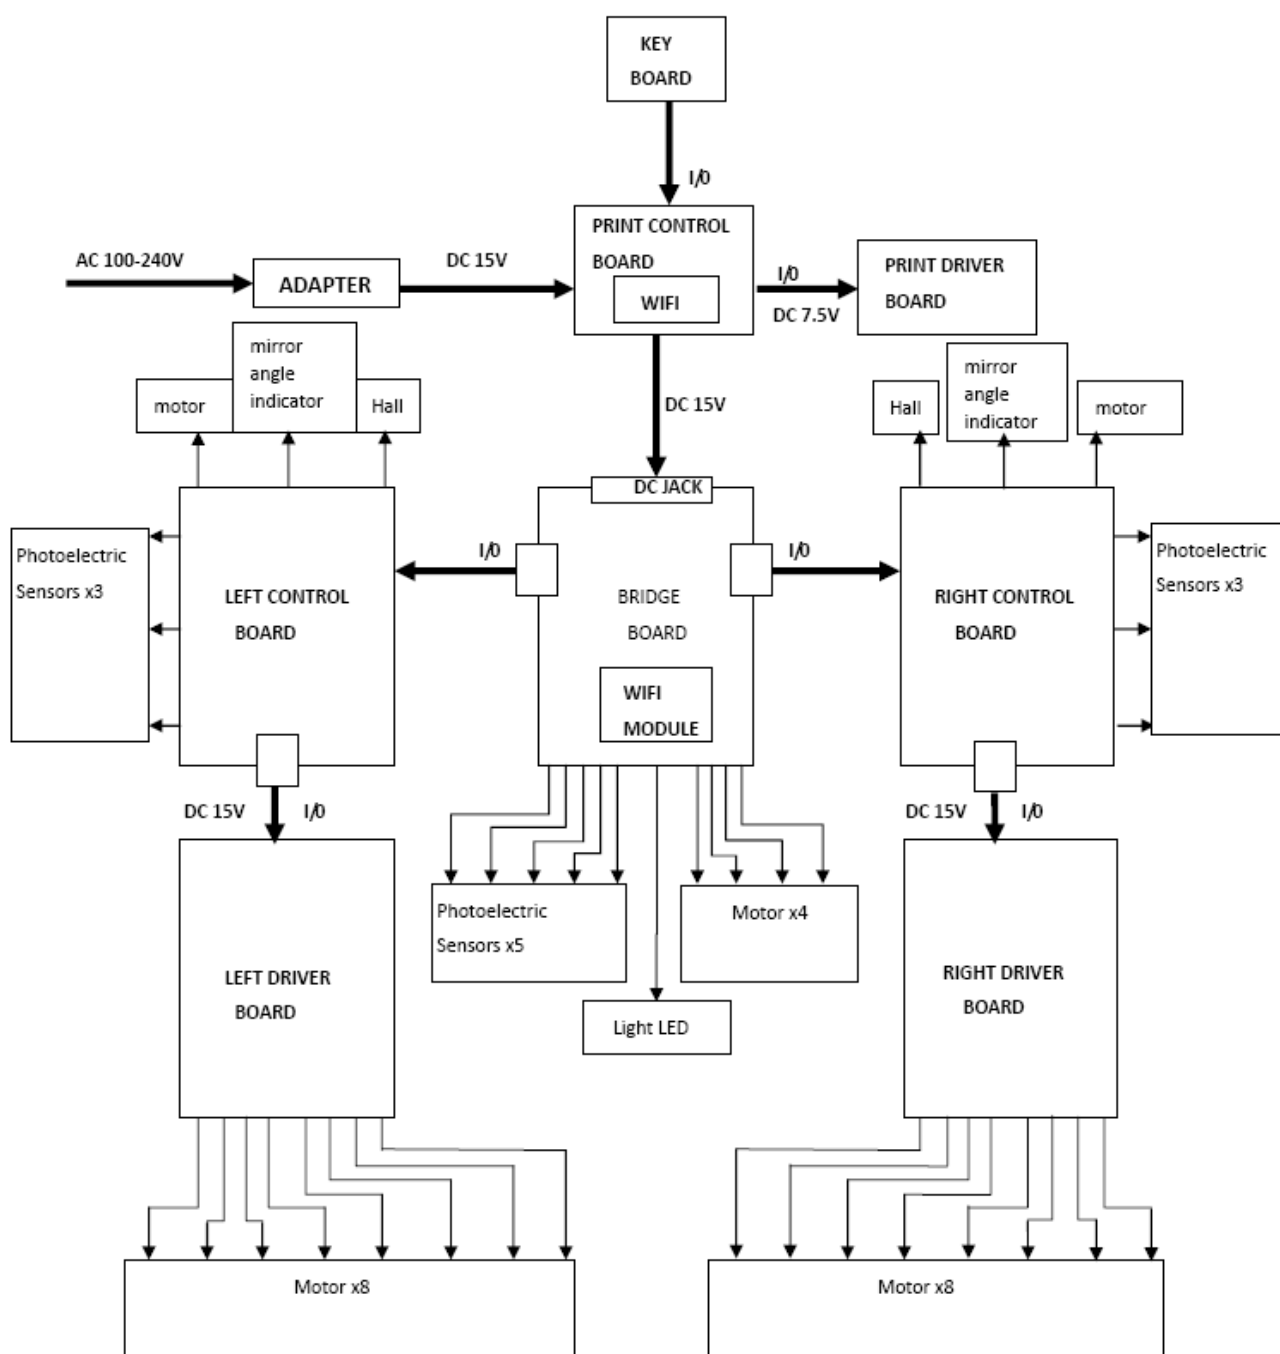 KEY
BOARD
I/0
PRINT CONTROL
BOARD
WIFI
AC 100-240V
ADAPTER
DC 15V
I/0
DC 7.5V
PRINT DRIVER
BOARD
mirror
angle
indicator
motor
Hall
DC 15V
Hall
mirror
angle
indicator
motor
DC JACK
Photoelectric
Sensors x3
LEFT CONTROL
BOARD
I/0
BRIDGE
BOARD
WIFI
MODULE
I/0
RIGHT CONTROL
BOARD
Photoelectric
Sensors x3
DC 15V
I/0
DC 15V
I/0
Photoelectric
Sensors x5
Motor x4
LEFT DRIVER
BOARD
RIGHT DRIVER
BOARD
Light LED
Motor x8
Motor x8